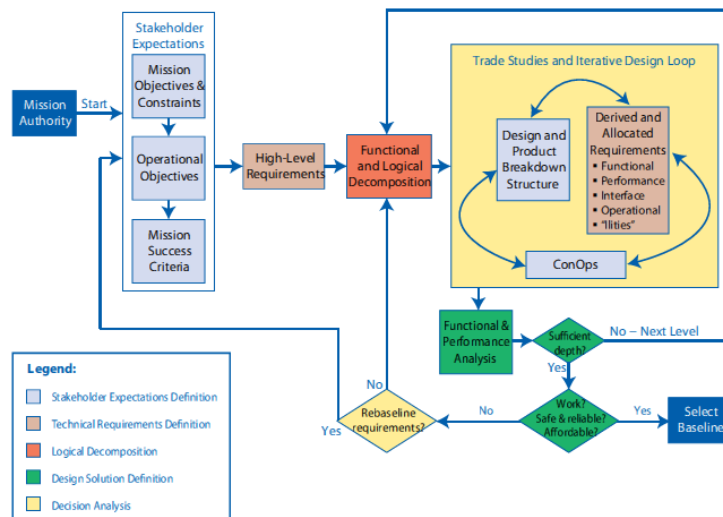 Stakeholder
Expectations
Mission
Objectives &
Constraints
Mission
Authority
Start
Operational
Objectives
Mission
Success
Criteria
High-Level
Requirements
Functional
and Logical
Decomposition
Trade Studies and Iterative Design Loop
Design and
Product
Breakdown
Structure
Derived and
Allocated
Requirements
▪ Functional
▪ Performance
▪ Interface
▪ Operational
▪ "Ilities"
ConOps
Functional &
Performance
Analysis
Sufficient
depth?
No – Next Level
Yes
Work?
Safe & reliable?
Affordable?
Yes
Select
Baseline
No
Rebaseline
requirements?
No
Yes
Legend:
Stakeholder Expectations Definition
Technical Requirements Definition
Logical Decomposition
Design Solution Definition
Decision Analysis